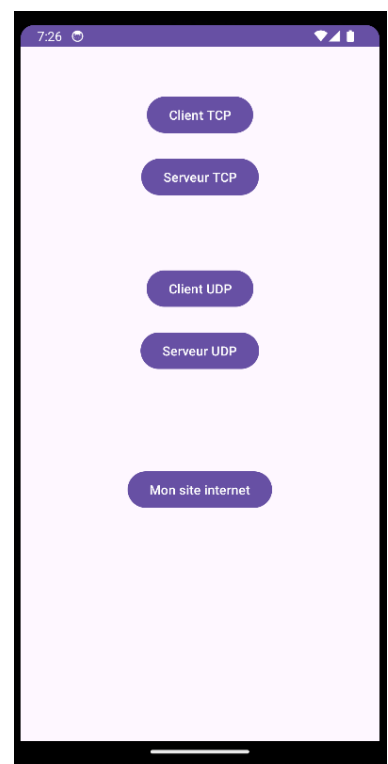 7:26
Client TCP
Serveur TCP
Client UDP
Serveur UDP
Mon site internet